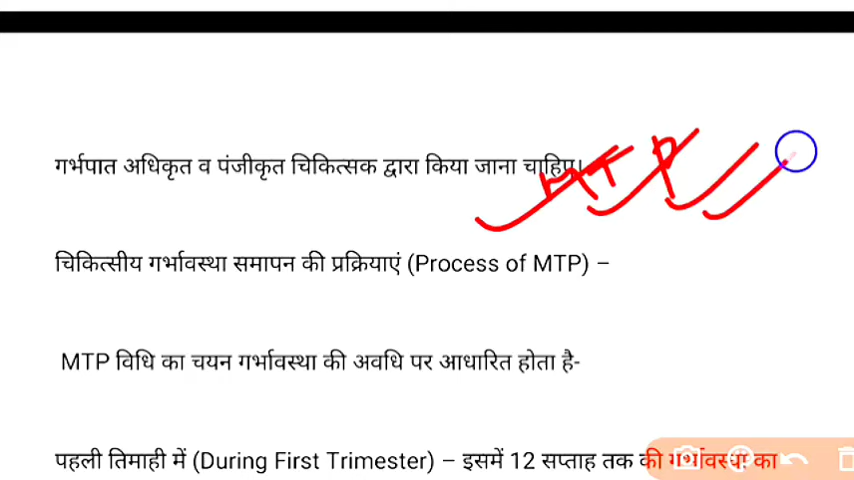 गर्भपात अधिकृत व पंजीकृत चिकित्सक द्वारा किया जाना चाहिए।
MTP
चिकित्सीय गर्भावस्था समापन की प्रक्रियाएं (Process of MTP) –
MTP विधि का चयन गर्भावस्था की अवधि पर आधारित होता है-
पहली तिमाही में (During First Trimester) – इसमें 12 सप्ताह तक की गर्भावस्था का